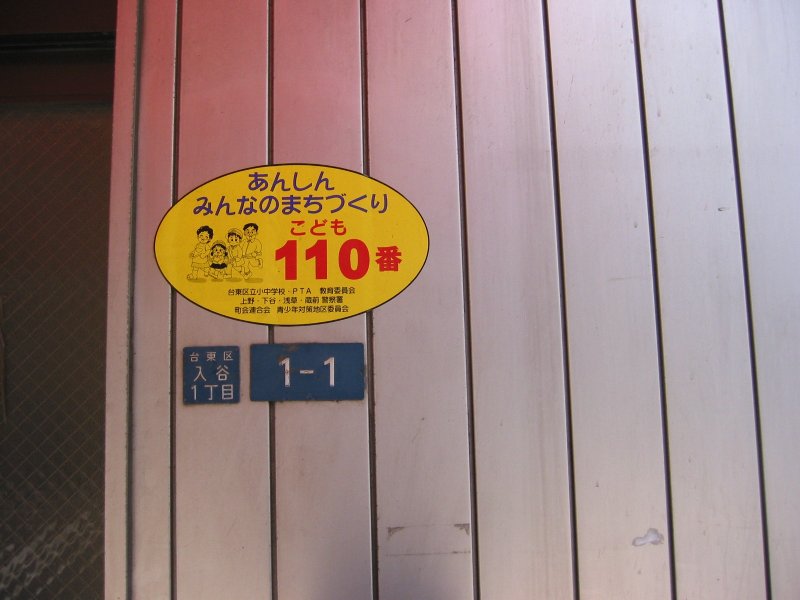 あんしん
みんなのまちづくり
こども
110番
台東区立小中学校・PTA 教育委員会
上野・下谷・浅草・蔵前 警察署
町会連合会 青少年対策地区委員会
台東区
入谷
1丁目
1-1